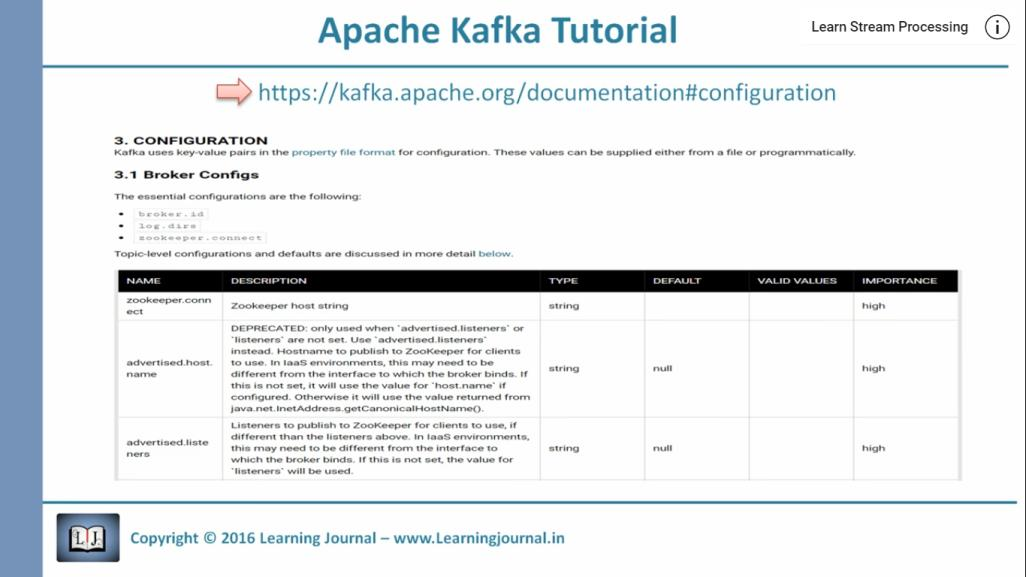 Apache Kafka Tutorial
Learn Stream Processing
https://kafka.apache.org/documentation#configuration
3. CONFIGURATION
Kafka uses key-value pairs in the property file format for configuration. These values can be supplied either from a file or programmatically.
3.1 Broker Configs
The essential configurations are the following:
broker.id
log.dirs
zookeeper.connect
Topic-level configurations and defaults are discussed in more detail below.
NAME DESCRIPTION TYPE DEFAULT VALID VALUES IMPORTANCE
zookeeper.conn
ect
Zookeeper host string
string
high
advertised.host.
name
DEPRECATED: only used when `advertised.listeners` or
`listeners` are not set. Use `advertised.listeners`
instead. Hostname to publish to ZooKeeper for clients
to use. In IaaS environments, this may need to be
different from the interface to which the broker binds. If
this is not set, it will use the value for `host.name` if
configured. Otherwise it will use the value returned from
java.net.InetAddress.getCanonicalHostName().
string
null
high
advertised.liste
ners
Listeners to publish to ZooKeeper for clients to use, if
different than the listeners above. In IaaS environments,
this may need to be different from the interface to
which the broker binds. If this is not set, the value for
`listeners` will be used.
string
null
high
LJ
Copyright © 2016 Learning Journal – www.Learningjournal.in